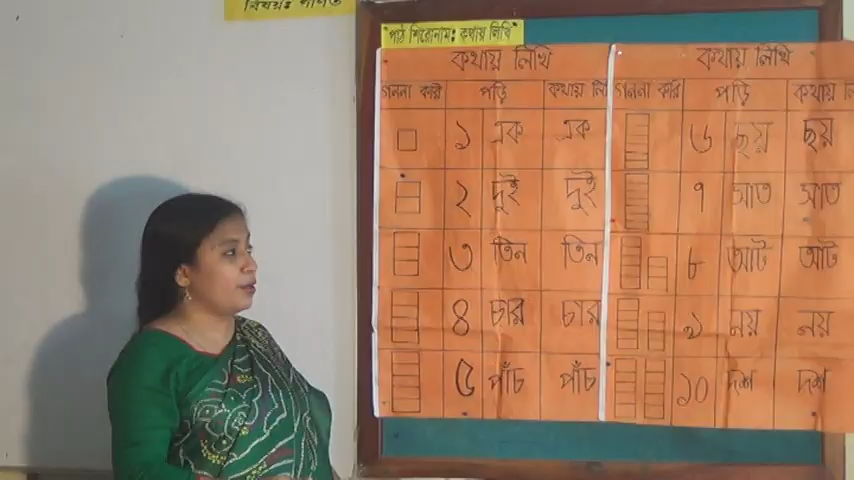 বিষয়ঃ গণিত
"পাঠ শিরোনাম: কথায় লিখি"
কথায় লিখি
গননা করি পড়ি কথায় লি
১ এক এক
২ দুই দুই
৩ তিন তিন
৪ চার চার
৫ পাঁচ পাঁচ
কথায় লিখি
গননা করি পড়ি কথায় লি
৬ ছয় ছয়
৭ সাত সাত
৮ আট আট
৯ নয় নয়
১০ দশ দশ